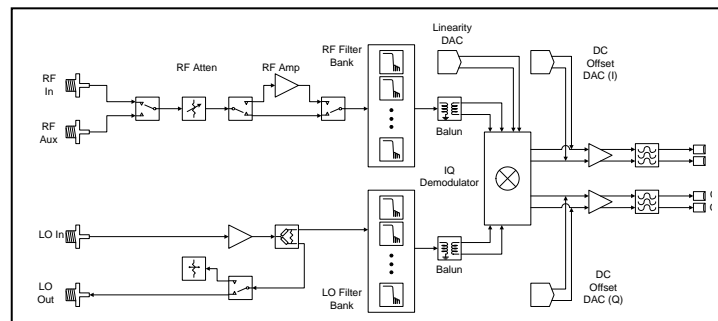 RF
In
RF
Aux
RF Atten
RF Amp
RF Filter
Bank
Linearity
DAC
DC
Offset
DAC (I)
Balun
IQ
Demodulator
LO In
LO
Out
LO Filter
Bank
Balun
DC
Offset
DAC (Q)